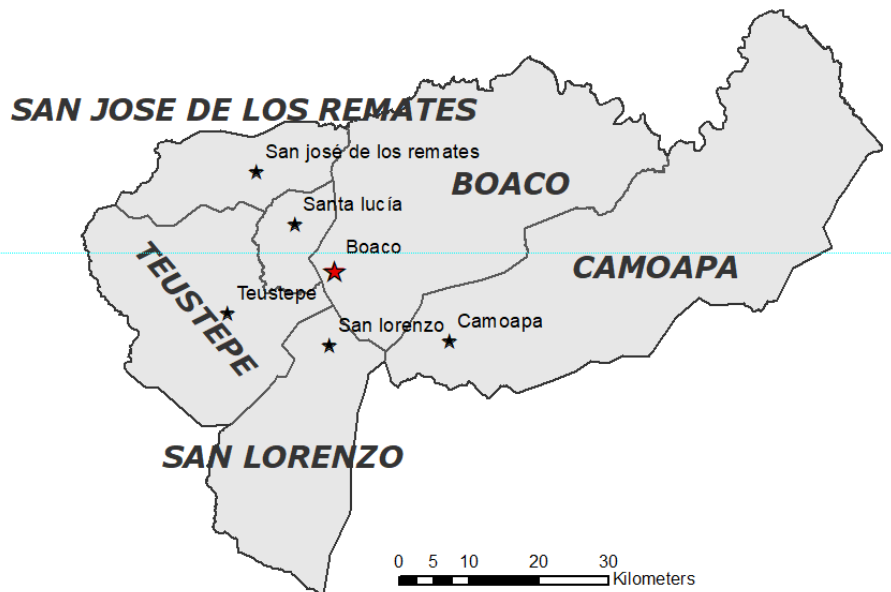 SAN JOSE DE LOS REMATES
San josé de los remates
BOACO
Santa lucía
Boaco
TEUSTEPE
CAMOAPA
Teustepe
San lorenzo
Camoapa
SAN LORENZO
0 5 10 20 30
Kilometers